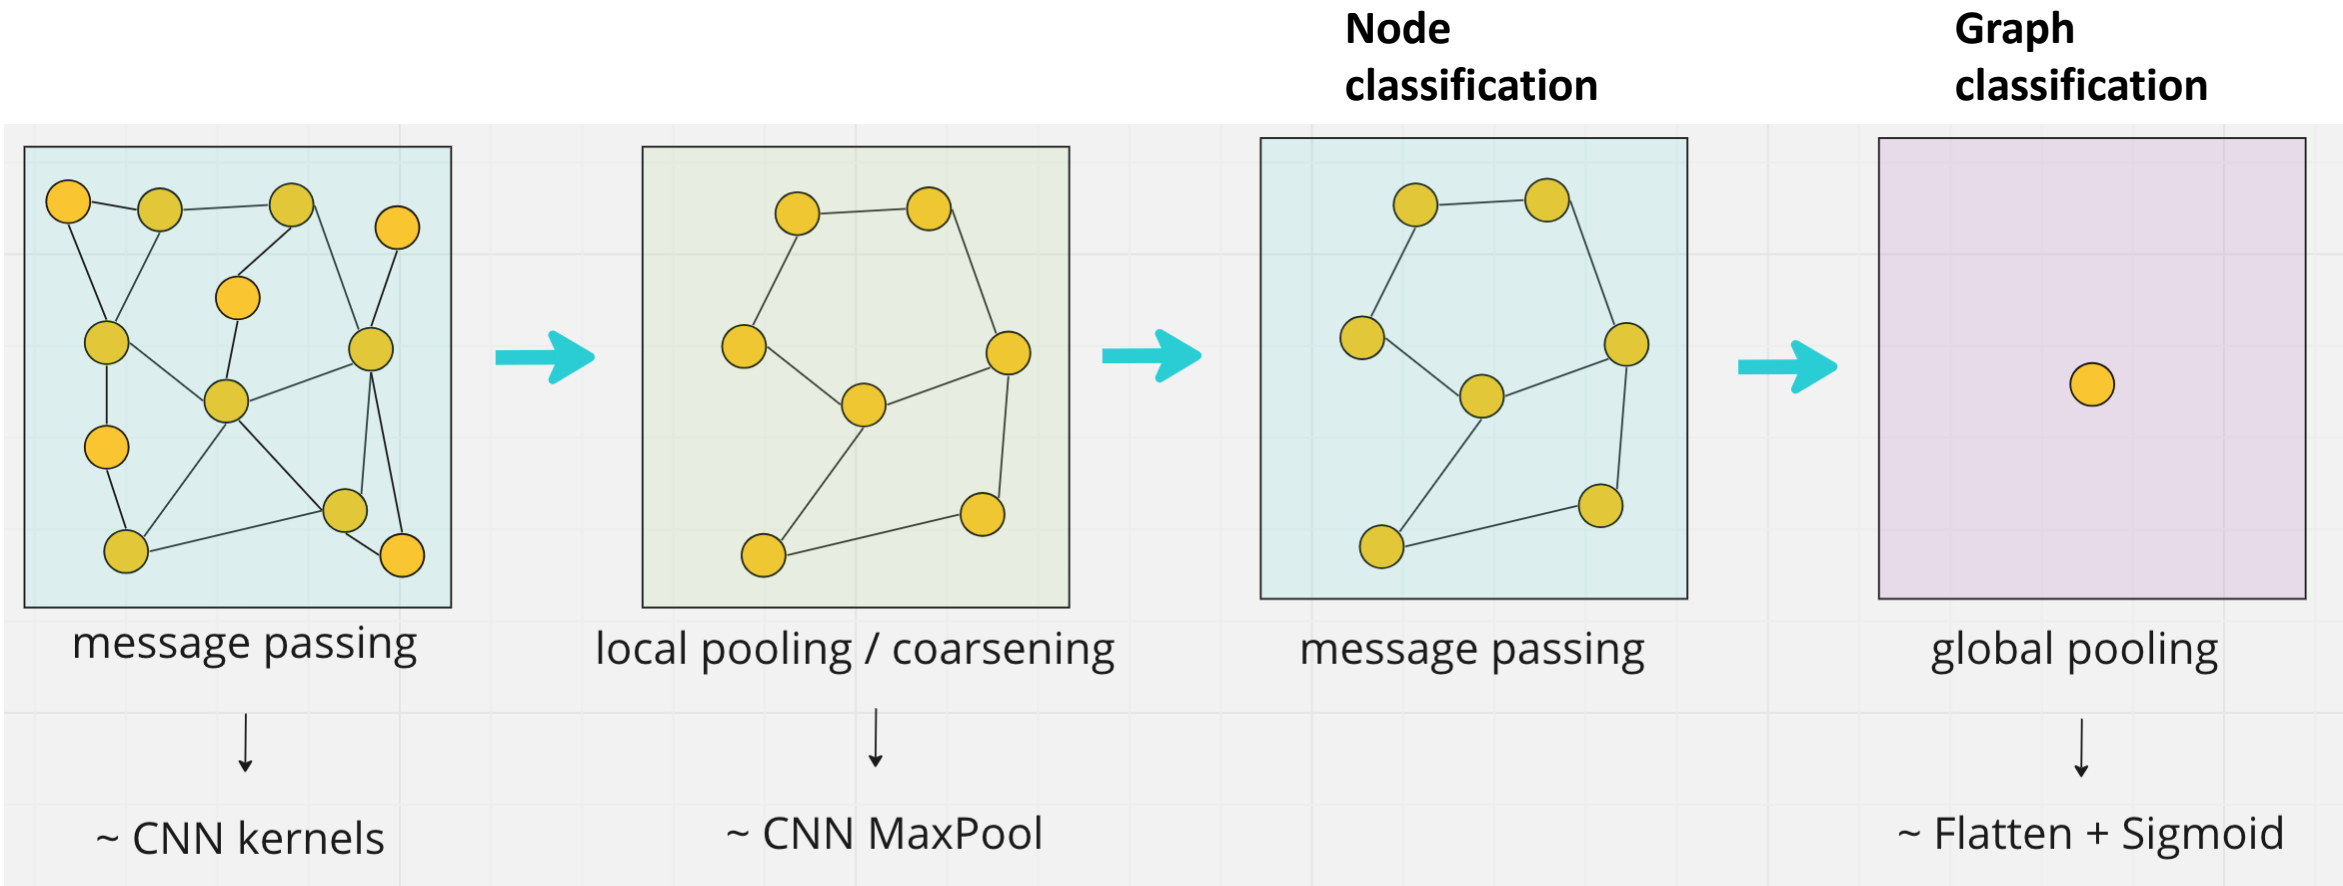 Node
classification
Graph
classification
message passing
local pooling / coarsening
message passing
global pooling
~ CNN kernels
~ CNN MaxPool
~ Flatten + Sigmoid